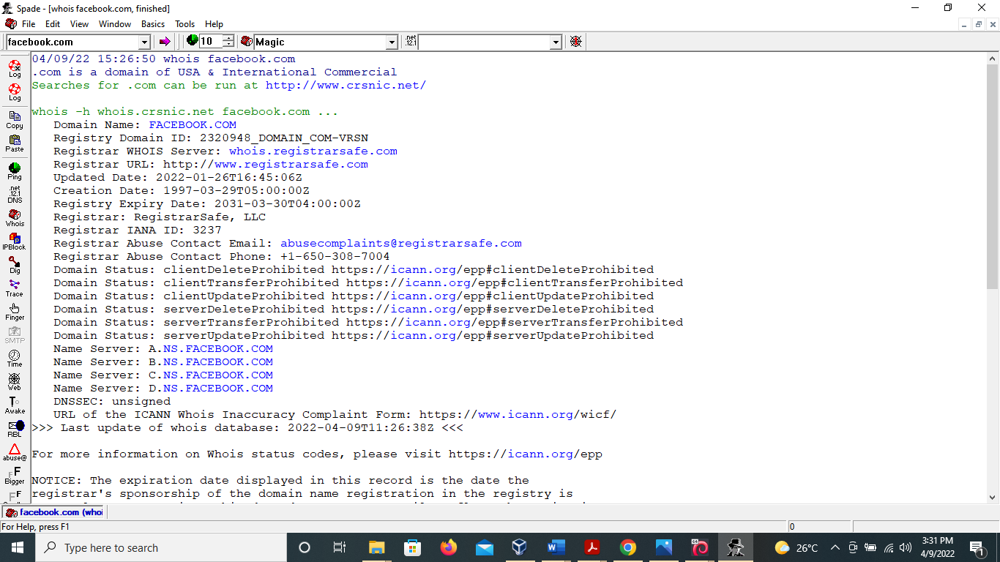 Spade - [whois facebook.com, finished]
File Edit View Window Basics Tools Help
facebook.com 10 Magic .net .12.1
Log
Log
Copy
Paste
Ping
.net .12.1 DNS
Whois
IPBlock
Dig
Trace
Finger
SMTP
Time
Web
Awake
RBL
abuse@
Bigger
04/09/22 15:26:50 whois facebook.com
.com is a domain of USA & International Commercial
Searches for .com can be run at http://www.crsnic.net/
whois -h whois.crsnic.net facebook.com ...
Domain Name: FACEBOOK.COM
Registry Domain ID: 2320948_DOMAIN_COM-VRSN
Registrar WHOIS Server: whois.registrarsafe.com
Registrar URL: http://www.registrarsafe.com
Updated Date: 2022-01-26T16:45:06Z
Creation Date: 1997-03-29T05:00:00Z
Registry Expiry Date: 2031-03-30T04:00:00Z
Registrar: RegistrarSafe, LLC
Registrar IANA ID: 3237
Registrar Abuse Contact Email: abusecomplaints@registrarsafe.com
Registrar Abuse Contact Phone: +1-650-308-7004
Domain Status: clientDeleteProhibited https://icann.org/epp#clientDeleteProhibited
Domain Status: clientTransferProhibited https://icann.org/epp#clientTransferProhibited
Domain Status: clientUpdateProhibited https://icann.org/epp#clientUpdateProhibited
Domain Status: serverDeleteProhibited https://icann.org/epp#serverDeleteProhibited
Domain Status: serverTransferProhibited https://icann.org/epp#serverTransferProhibited
Domain Status: serverUpdateProhibited https://icann.org/epp#serverUpdateProhibited
Name Server: A.NS.FACEBOOK.COM
Name Server: B.NS.FACEBOOK.COM
Name Server: C.NS.FACEBOOK.COM
Name Server: D.NS.FACEBOOK.COM
DNSSEC: unsigned
URL of the ICANN Whois Inaccuracy Complaint Form: https://www.icann.org/wicf/
>>> Last update of whois database: 2022-04-09T11:26:38Z <<<
For more information on Whois status codes, please visit https://icann.org/epp
NOTICE: The expiration date displayed in this record is the date the
registrar's sponsorship of the domain name registration in the registry is
facebook.com (whoi
For Help, press F1 0
Type here to search 26°C 3:31 PM
4/9/2022 1